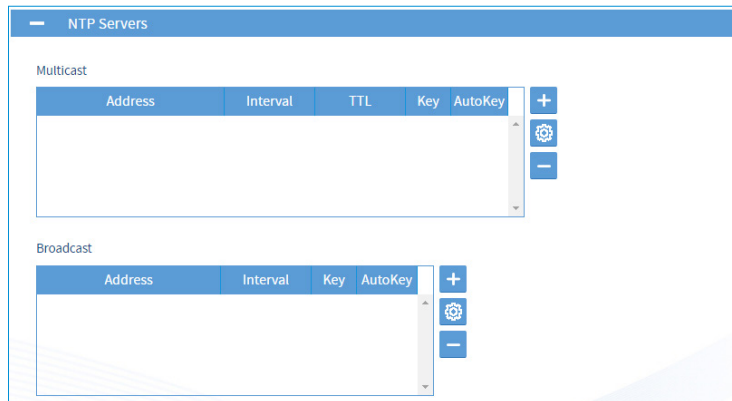 NTP Servers
Multicast
Address Interval TTL Key AutoKey
Broadcast
Address Interval Key AutoKey